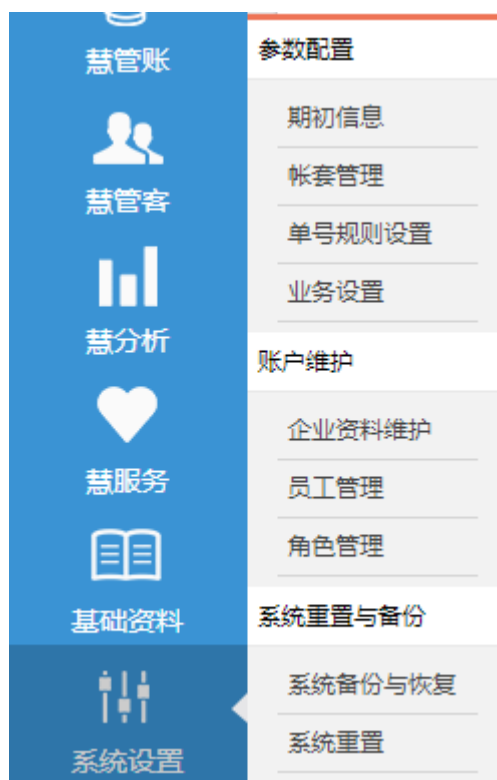 慧管账
慧管客
慧分析
慧服务
基础资料
系统设置
参数配置
期初信息
帐套管理
单号规则设置
业务设置
账户维护
企业资料维护
员工管理
角色管理
系统重置与备份
系统备份与恢复
系统重置